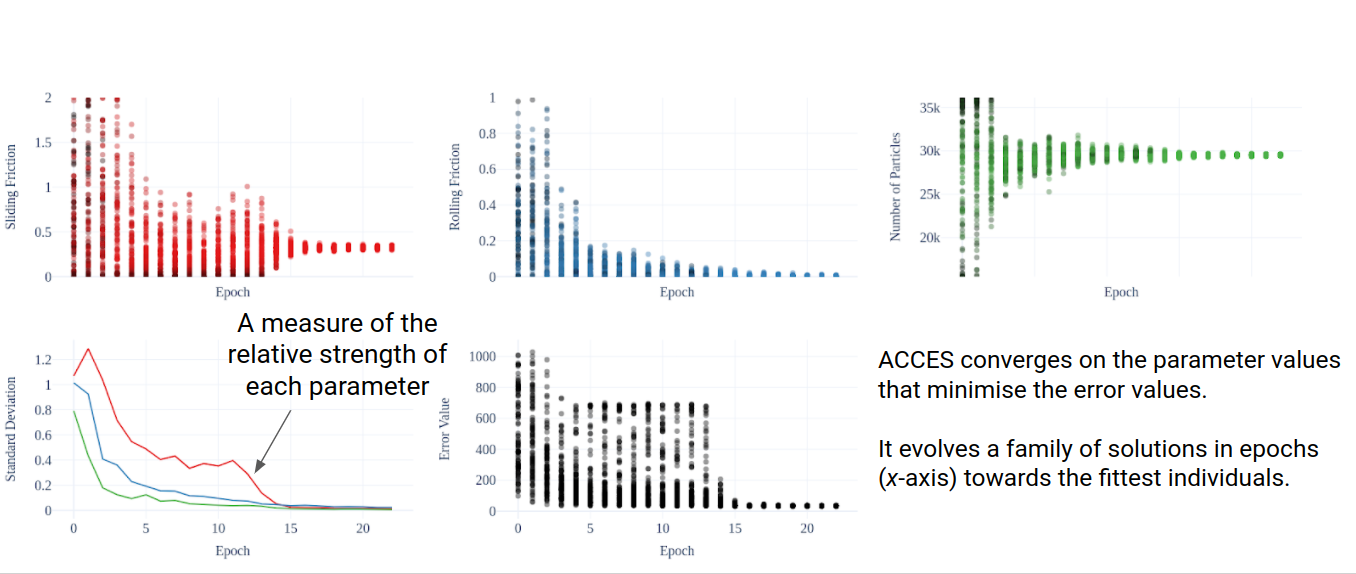 2
1.5
1
0.5
0
Sliding Friction
Epoch
1
0.8
0.6
0.4
0.2
0
Rolling Friction
Epoch
35k
30k
25k
20k
Number of Particles
Epoch
A measure of the
relative strength of
each parameter
1.2
1
0.8
0.6
0.4
0.2
0
Standard Deviation
0 5 10 15 20
Epoch
1000
800
600
400
200
0
Error Value
0 5 10 15 20
Epoch
ACCES converges on the parameter values
that minimise the error values.
It evolves a family of solutions in epochs
(x-axis) towards the fittest individuals.